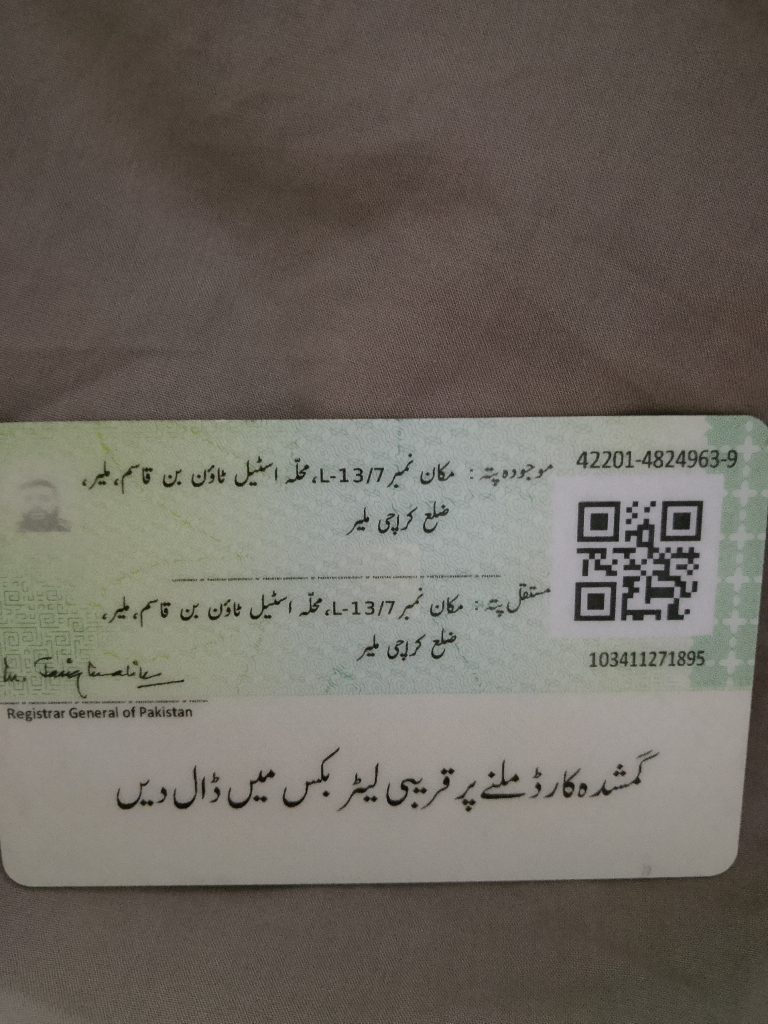 42201-4824963-9
موجودہ پتہ: مکان نمبر L-13/7، محلّہ اسٹیل ٹاؤن بن قاسم، ملیر،
ضلع کراچی ملیر
مستقل پتہ: مکان نمبر L-13/7، محلّہ اسٹیل ٹاؤن بن قاسم، ملیر،
ضلع کراچی ملیر
103411271895
Registrar General of Pakistan
گمشدہ کارڈ ملنے پر قریبی لیٹر بکس میں ڈال دیں